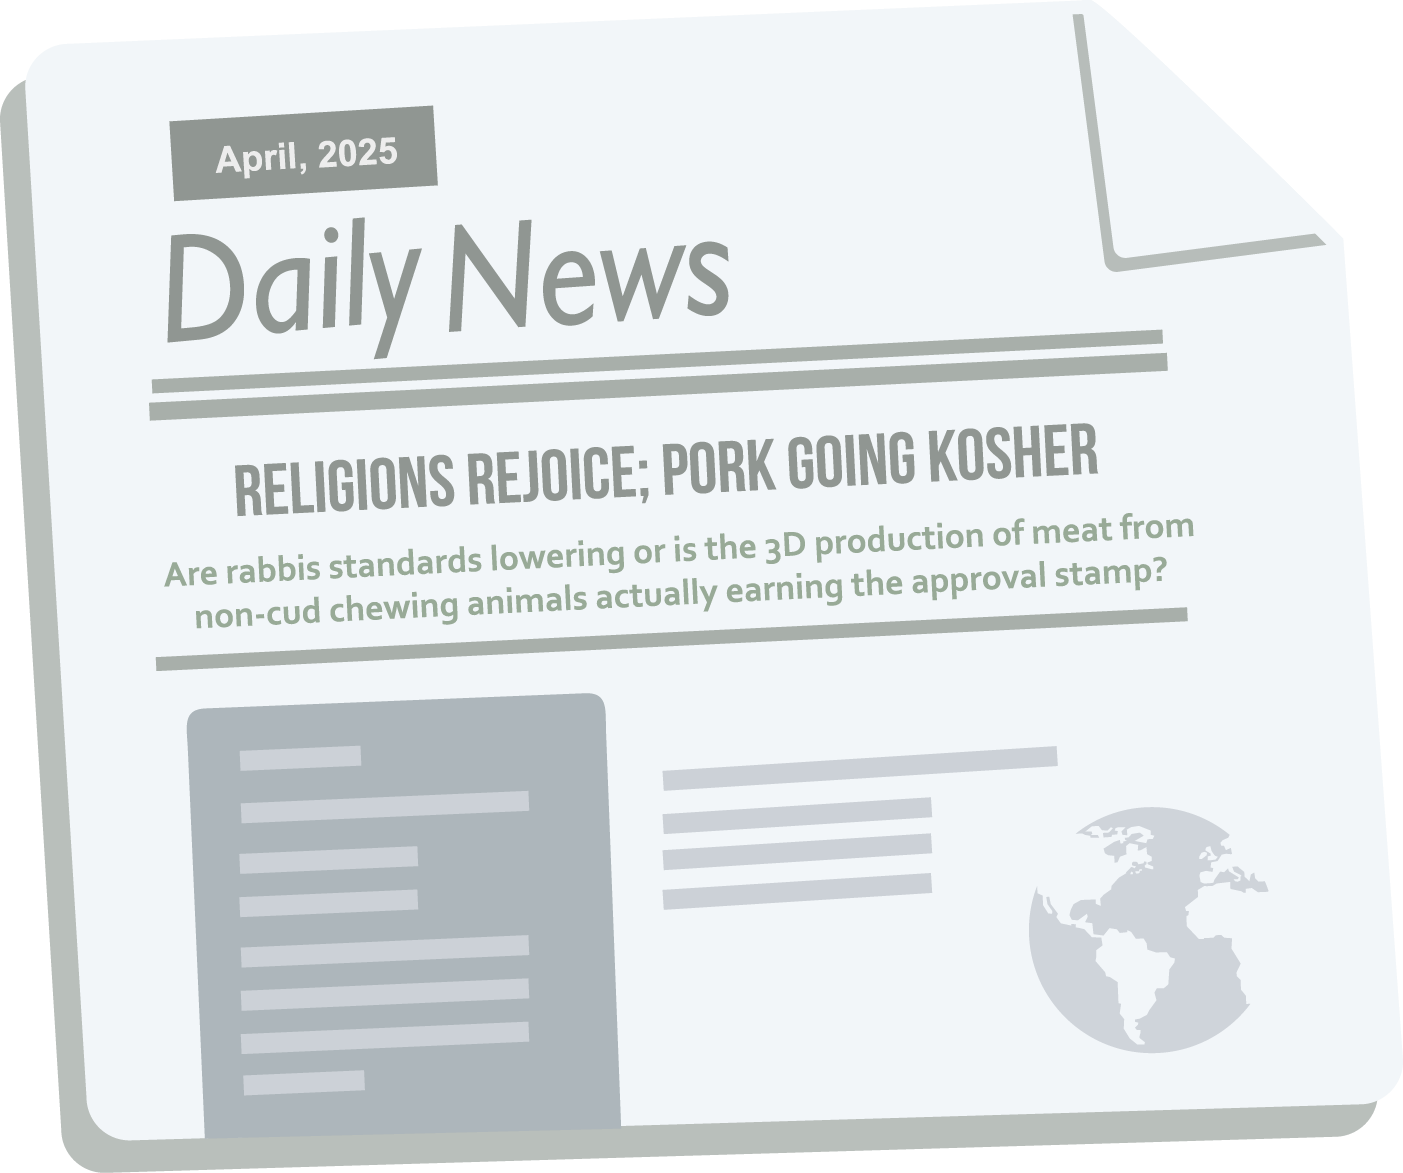 April, 2025
Daily News
RELIGIONS REJOICE; PORK GOING KOSHER
Are rabbis standards lowering or is the 3D production of meat from
non-cud chewing animals actually earning the approval stamp?